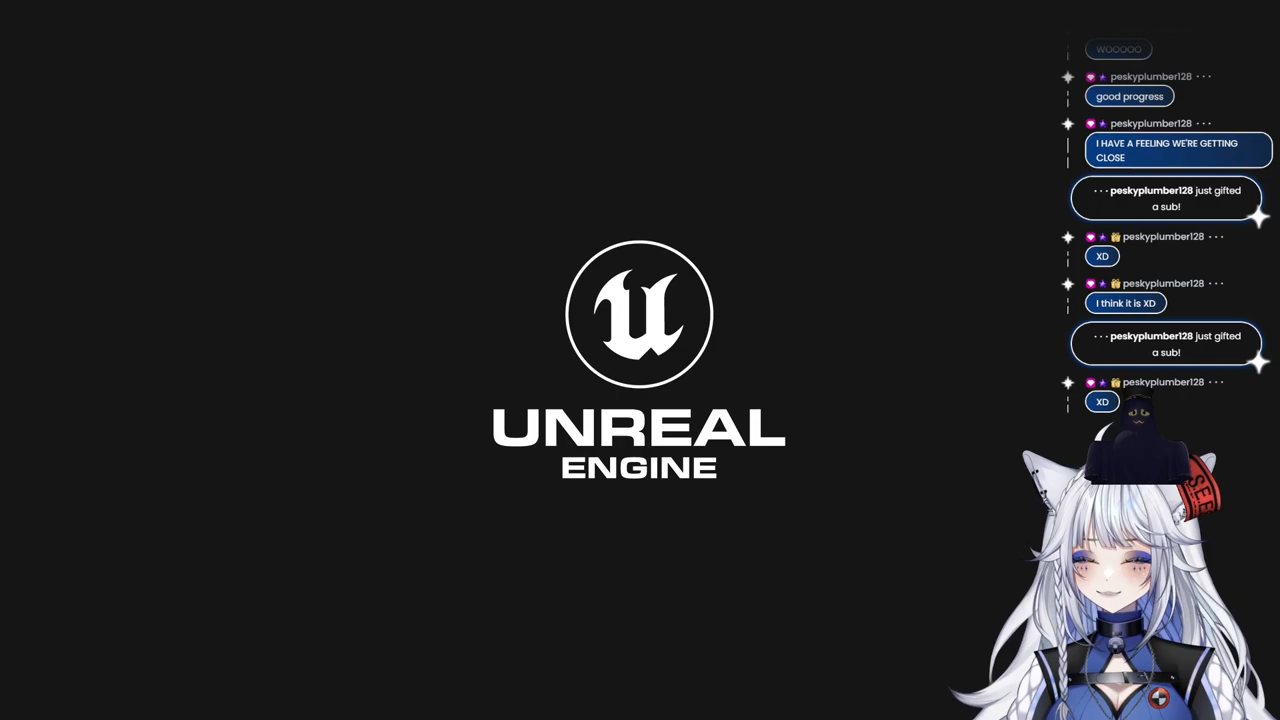 UNREAL
ENGINE
WOOOOO
peskyplumber128
good progress
peskyplumber128
I HAVE A FEELING WE'RE GETTING
CLOSE
peskyplumber128 just gifted
a sub!
peskyplumber128
XD
peskyplumber128
I think it is XD
peskyplumber128 just gifted
a sub!
peskyplumber128
XD